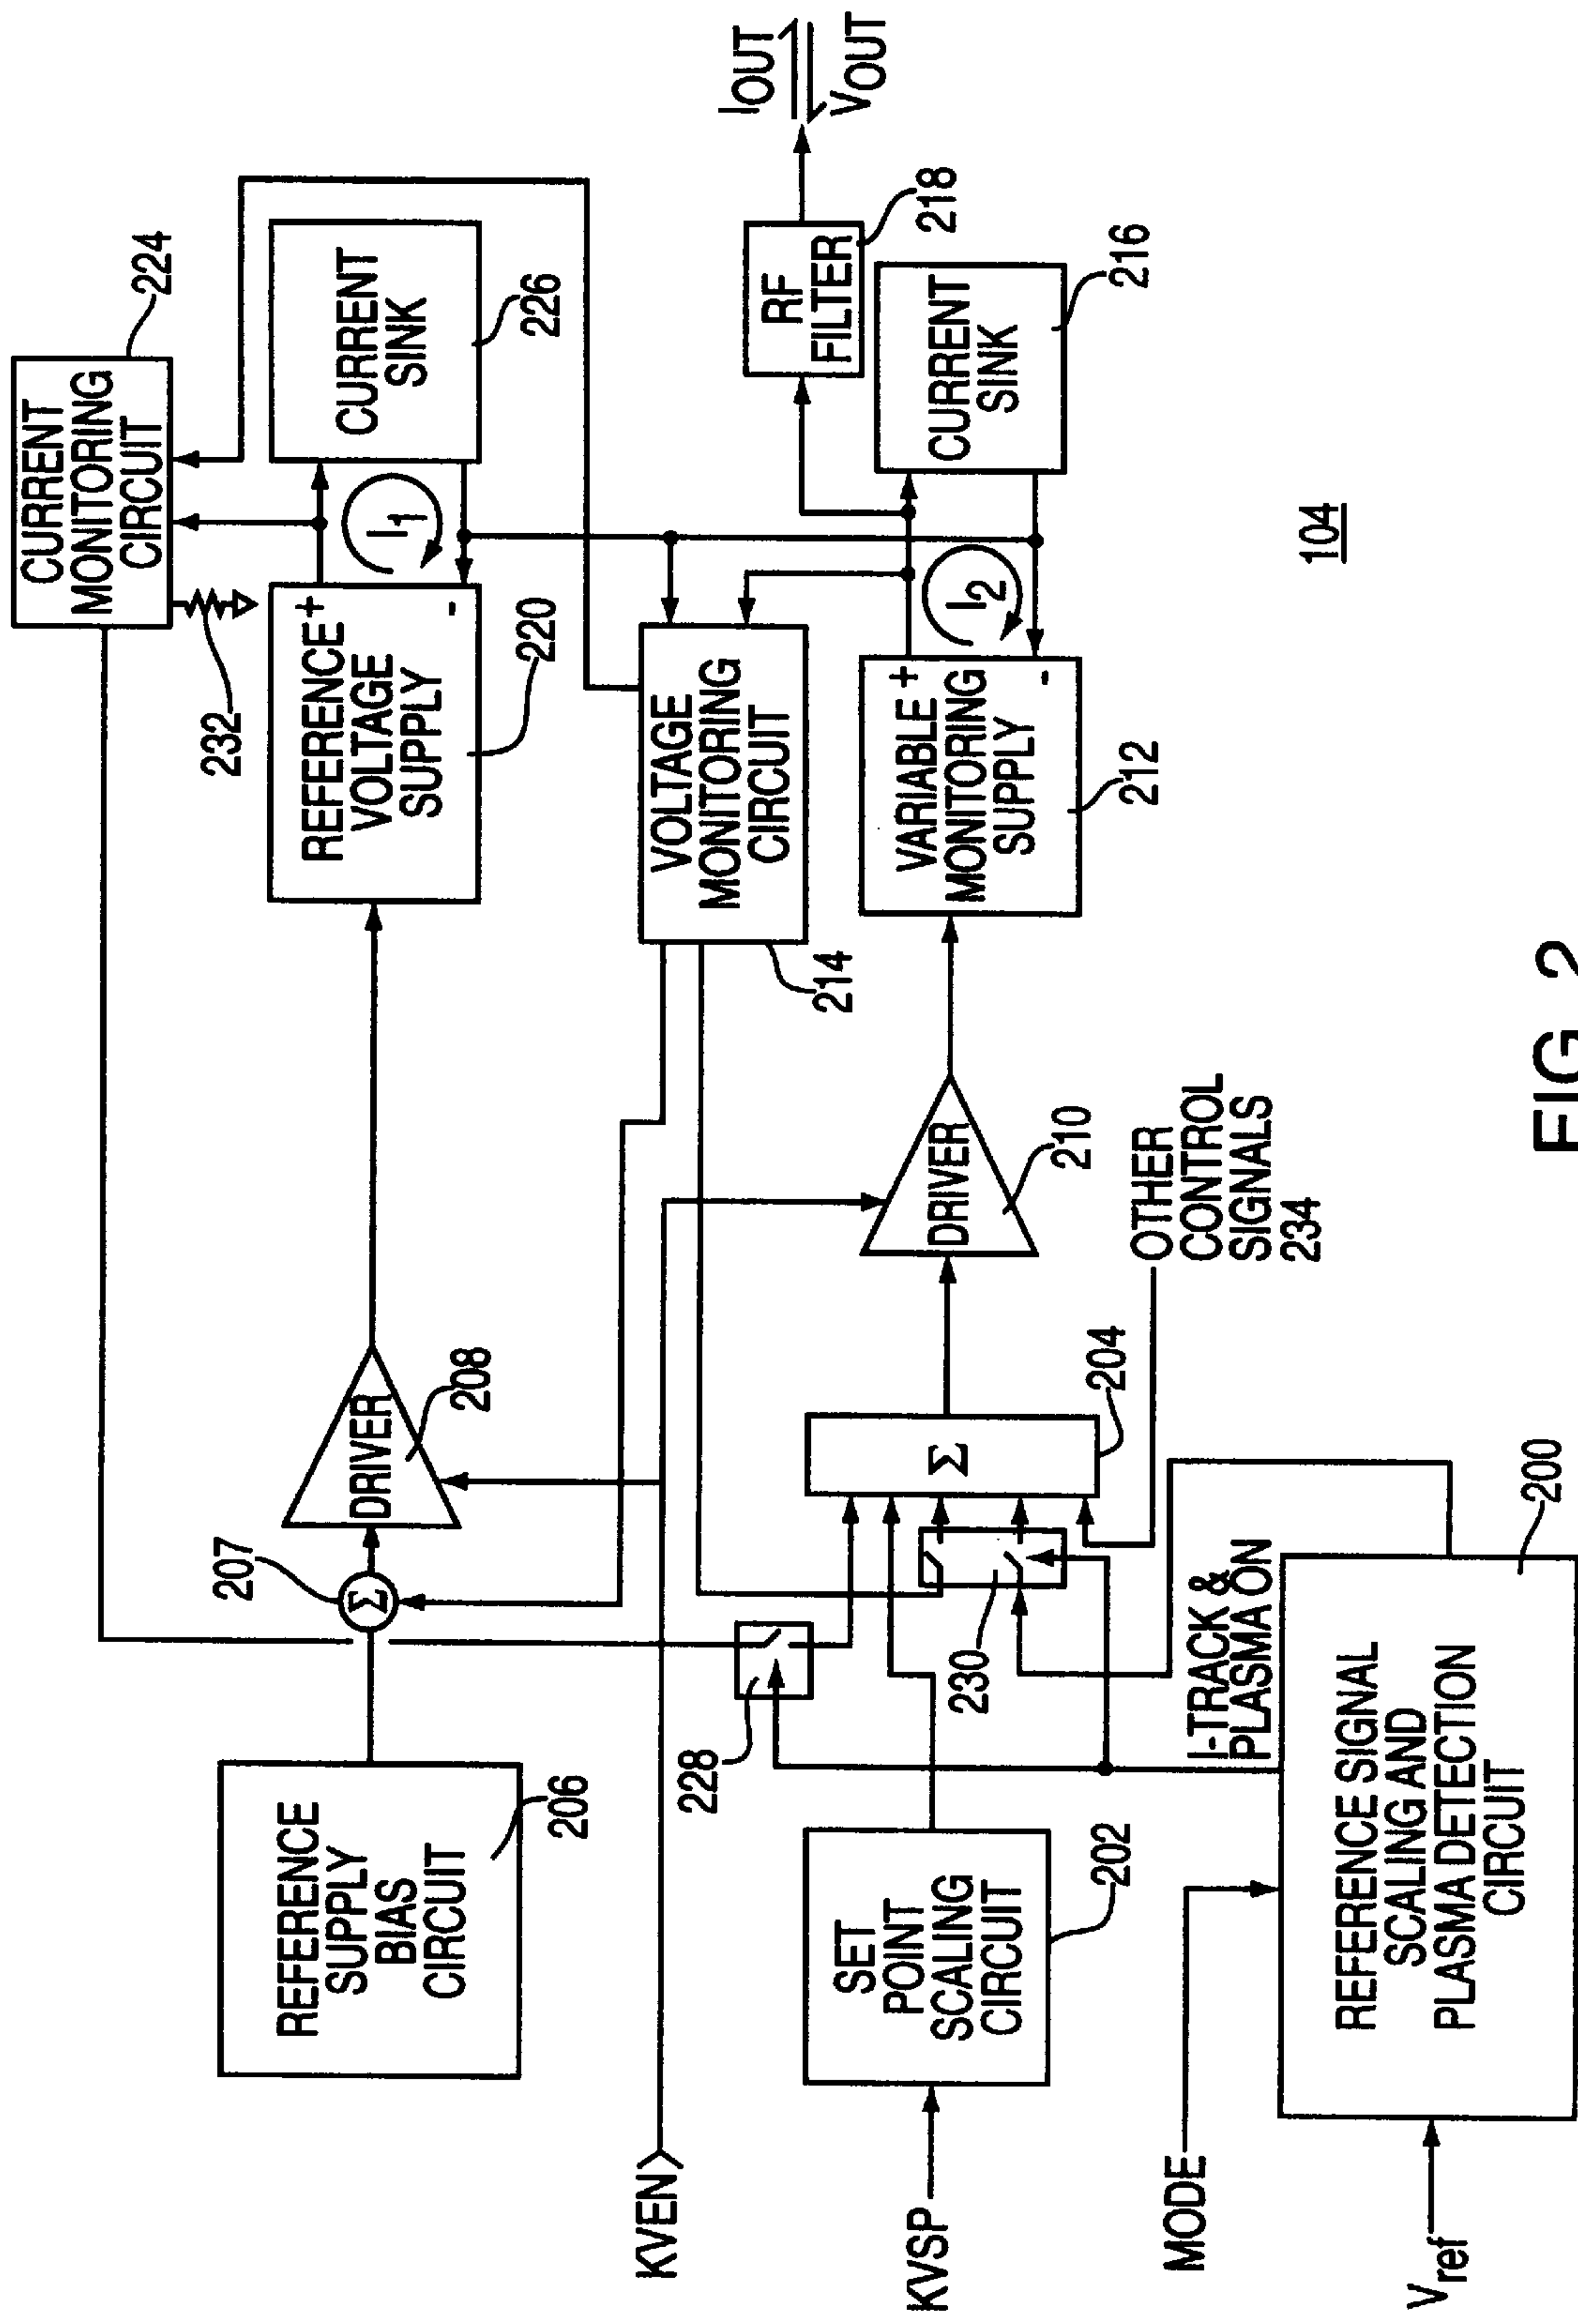 CURRENT
MONITORING
CIRCUIT
224
232
REFERENCE
SUPPLY
BIAS
CIRCUIT
206
207
Σ
DRIVER
208
REFERENCE +
VOLTAGE
SUPPLY
-
220
I1
CURRENT
SINK
226
KVEN
228
VOLTAGE
MONITORING
CIRCUIT
214
RF
FILTER
218
IOUT
VOUT
KVSP
SET
POINT
SCALING
CIRCUIT
202
230
Σ
204
DRIVER
210
VARIABLE +
MONITORING
SUPPLY
-
212
I2
CURRENT
SINK
216
OTHER
CONTROL
SIGNALS
234
MODE
I-TRACK &
PLASMA ON
Vref
REFERENCE SIGNAL
SCALING AND
PLASMA DETECTION
CIRCUIT
200
104
FIG. 2